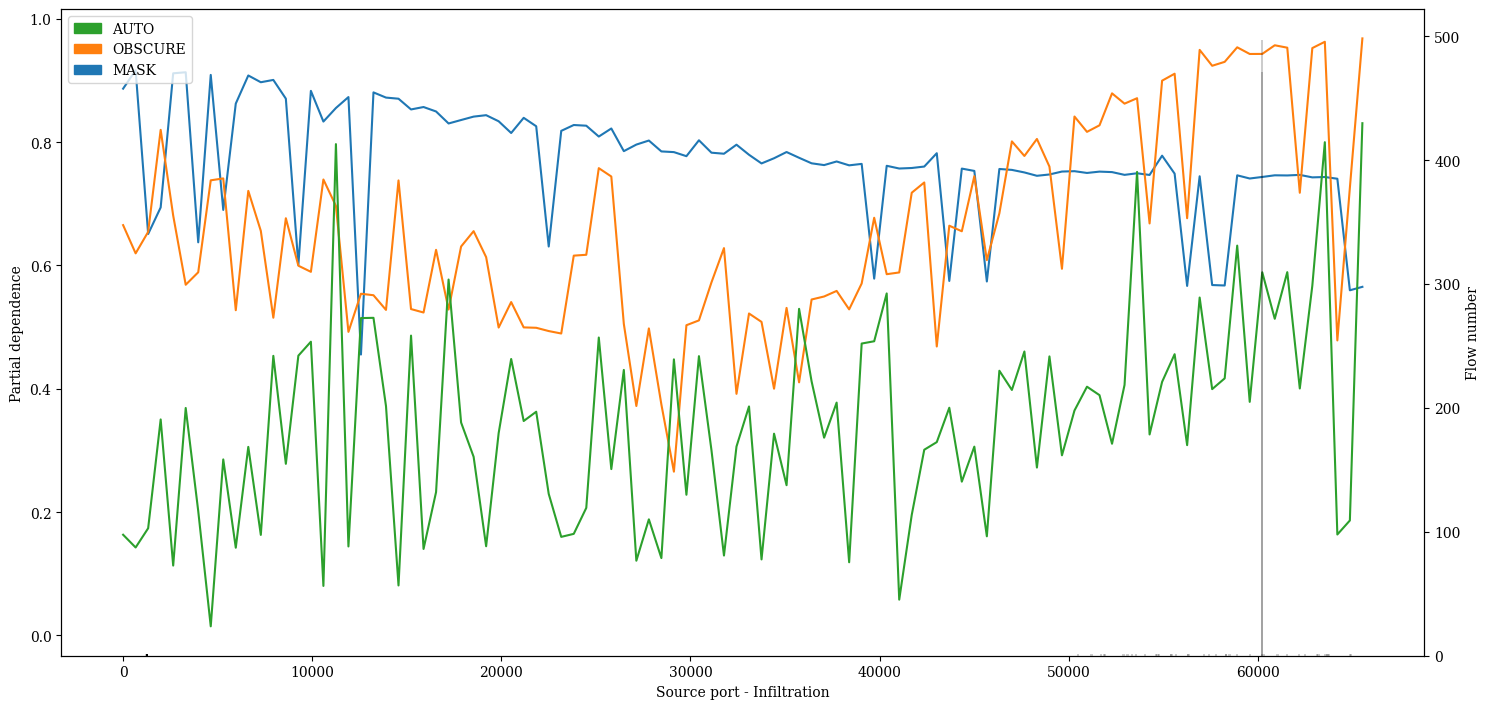 AUTO
OBSCURE
MASK
1.0
0.8
0.6
0.4
0.2
0.0
Partial dependence
500
400
300
200
100
0
Flow number
0 10000 20000 30000 40000 50000 60000
Source port - Infiltration